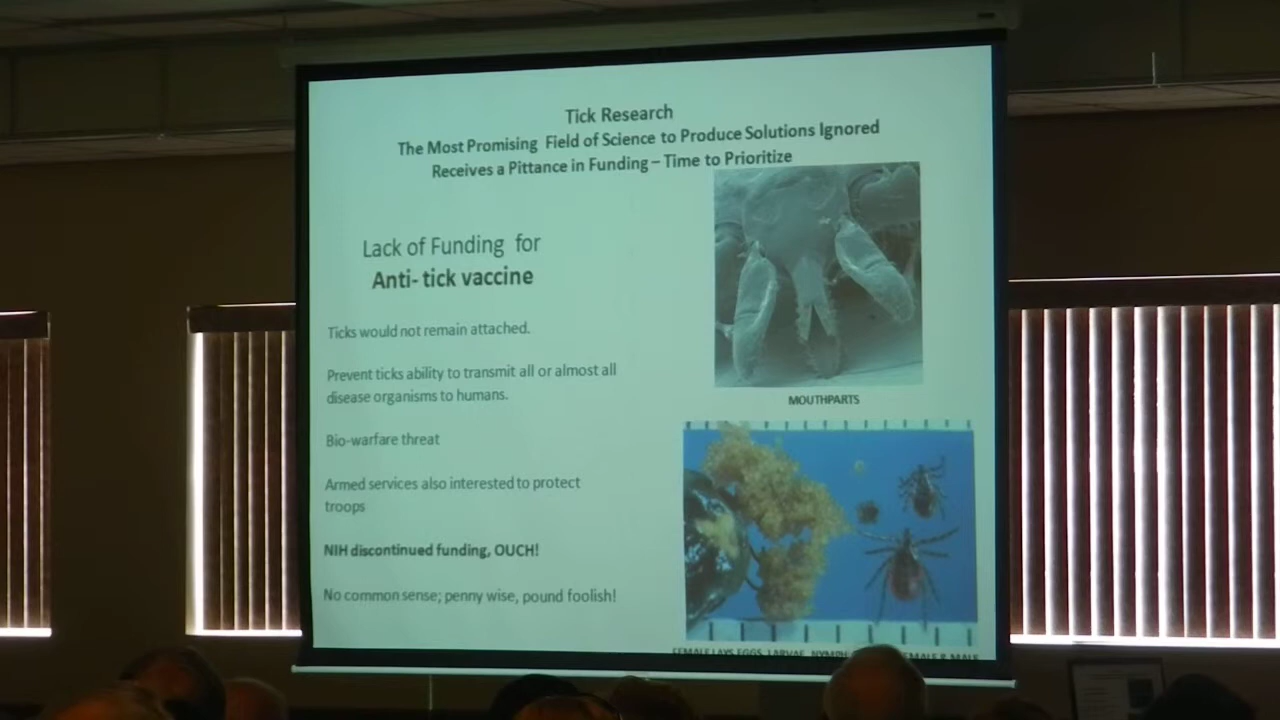 Tick Research
The Most Promising Field of Science to Produce Solutions Ignored
Receives a Pittance in Funding – Time to Prioritize
Lack of Funding for
Anti- tick vaccine
Ticks would not remain attached.
Prevent ticks ability to transmit all or almost all
disease organisms to humans.
Bio-warfare threat
Armed services also interested to protect
troops
NIH discontinued funding, OUCH!
No common sense; penny wise, pound foolish!
MOUTHPARTS
FEMALE LAYS EGGS, LARVAE, NYMPH